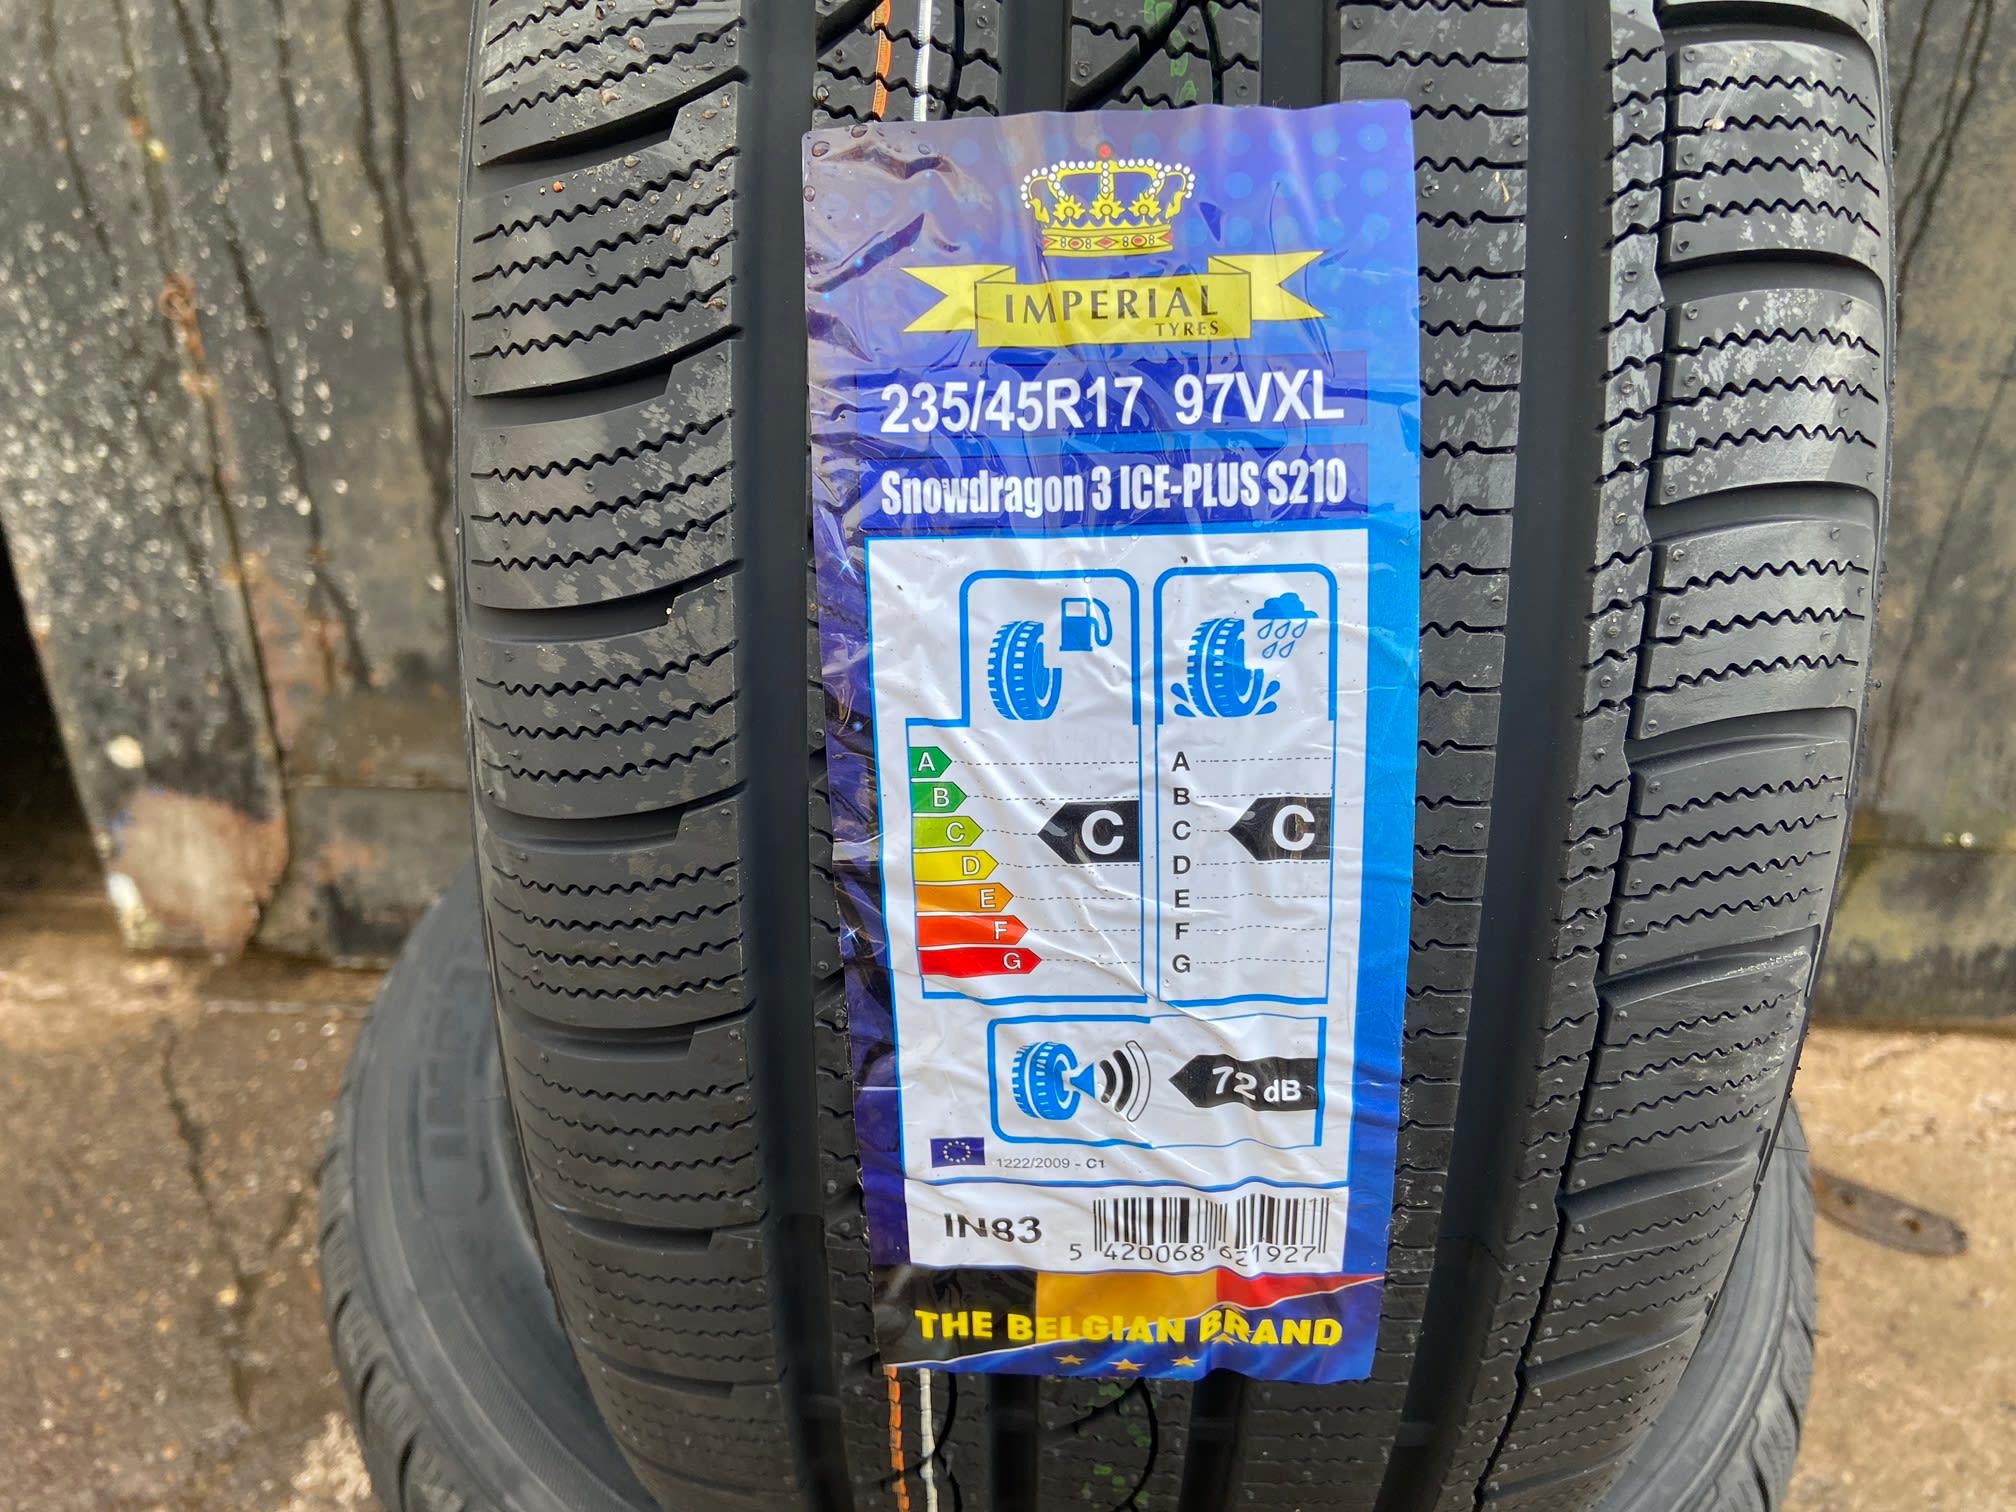 IMPERIAL
TYRES
235/45R17 97VXL
Snowdragon 3 ICE-PLUS S210
A
B
C
D
E
F
G
C
A
B
C
D
E
F
G
C
72 dB
1222/2009 - C1
IN83
5 420068 621927
THE BELGIAN BRAND